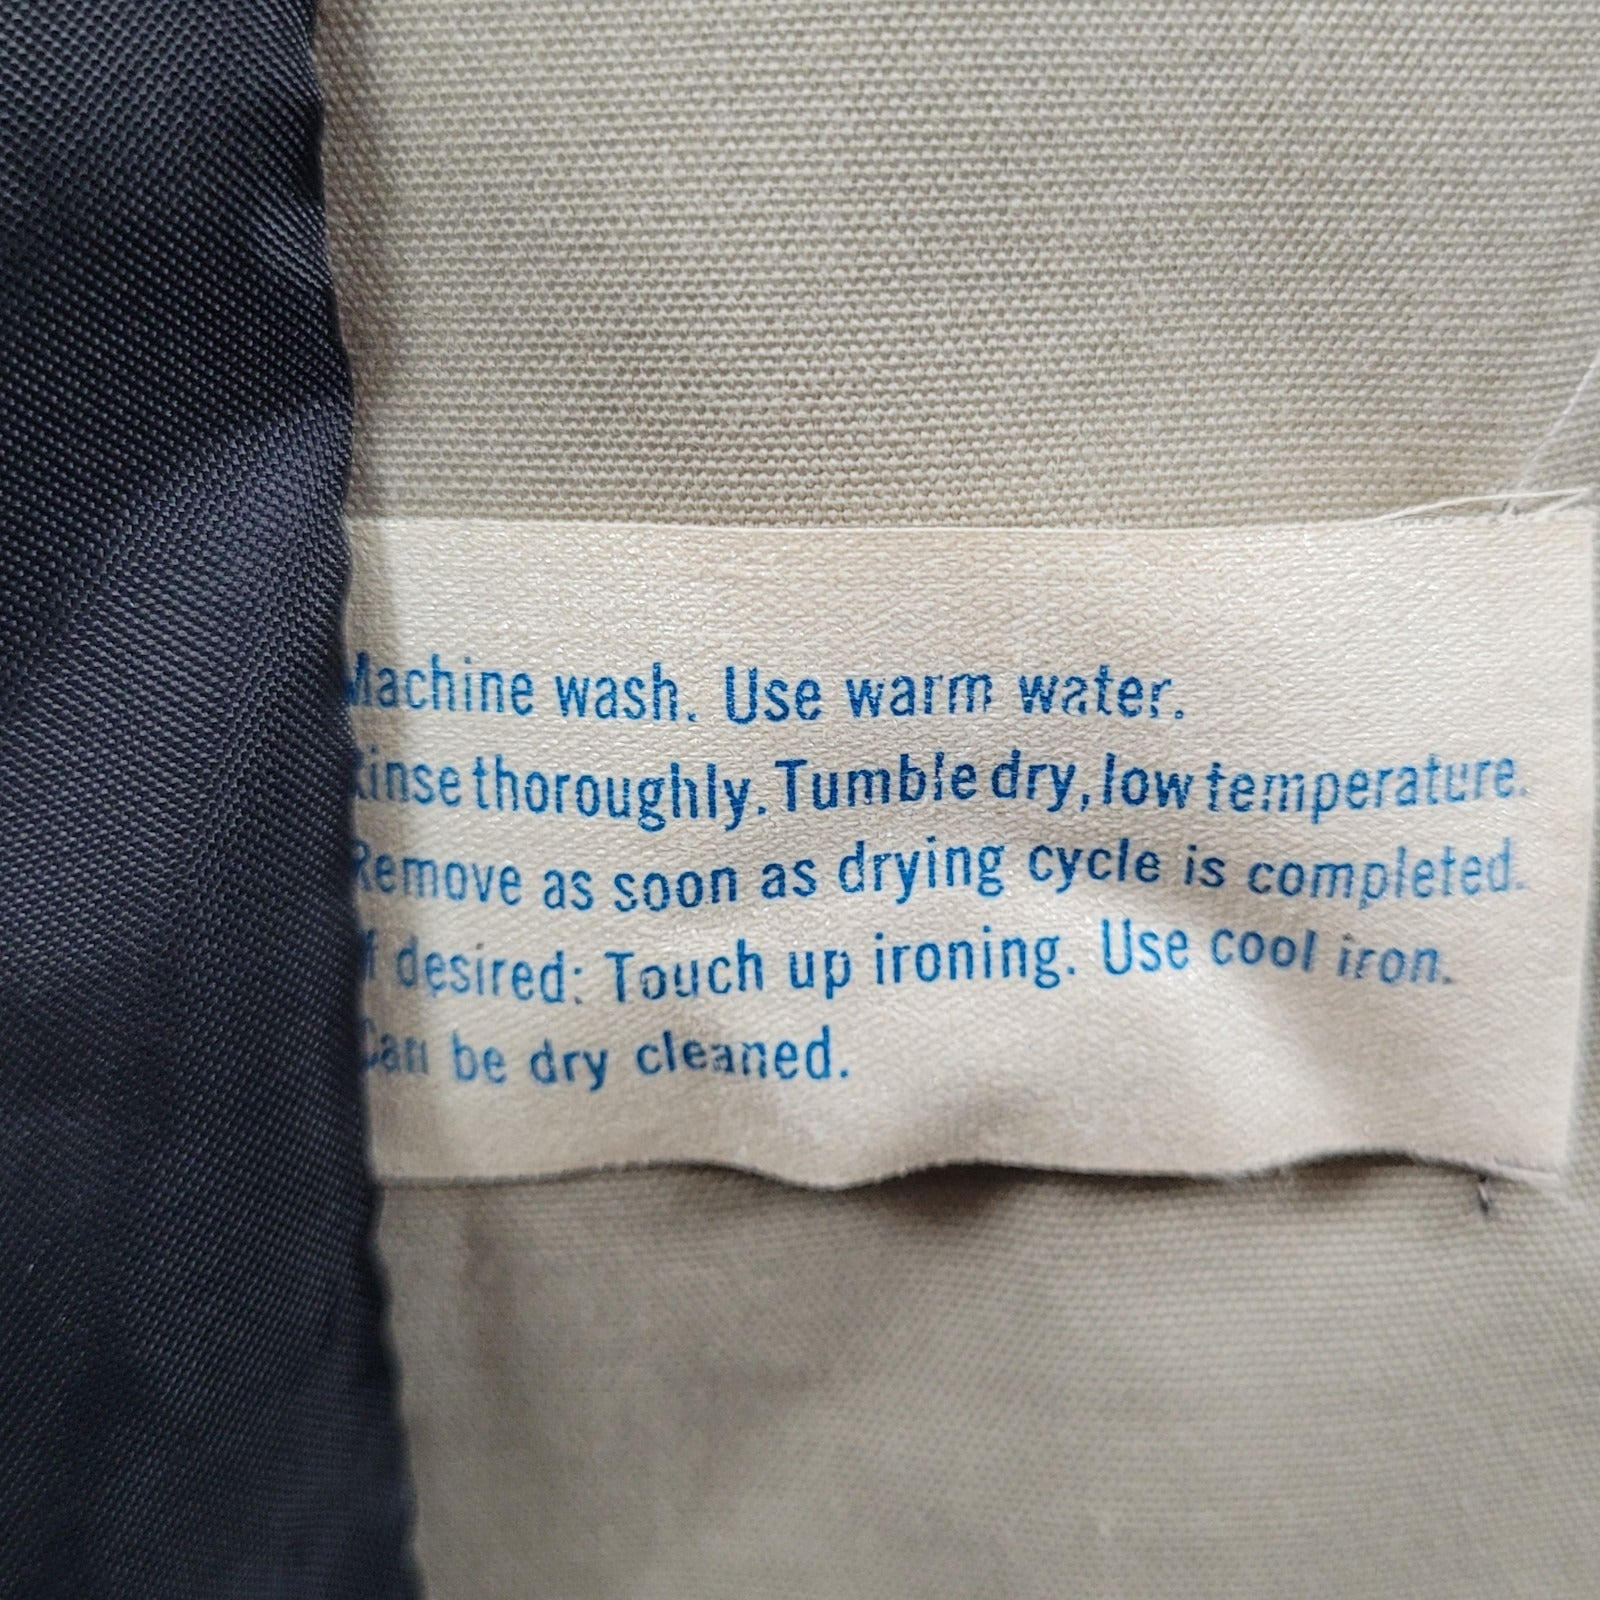 Machine wash. Use warm water.
Rinse thoroughly. Tumble dry, low temperature.
Remove as soon as drying cycle is completed.
If desired: Touch up ironing. Use cool iron.
Can be dry cleaned.